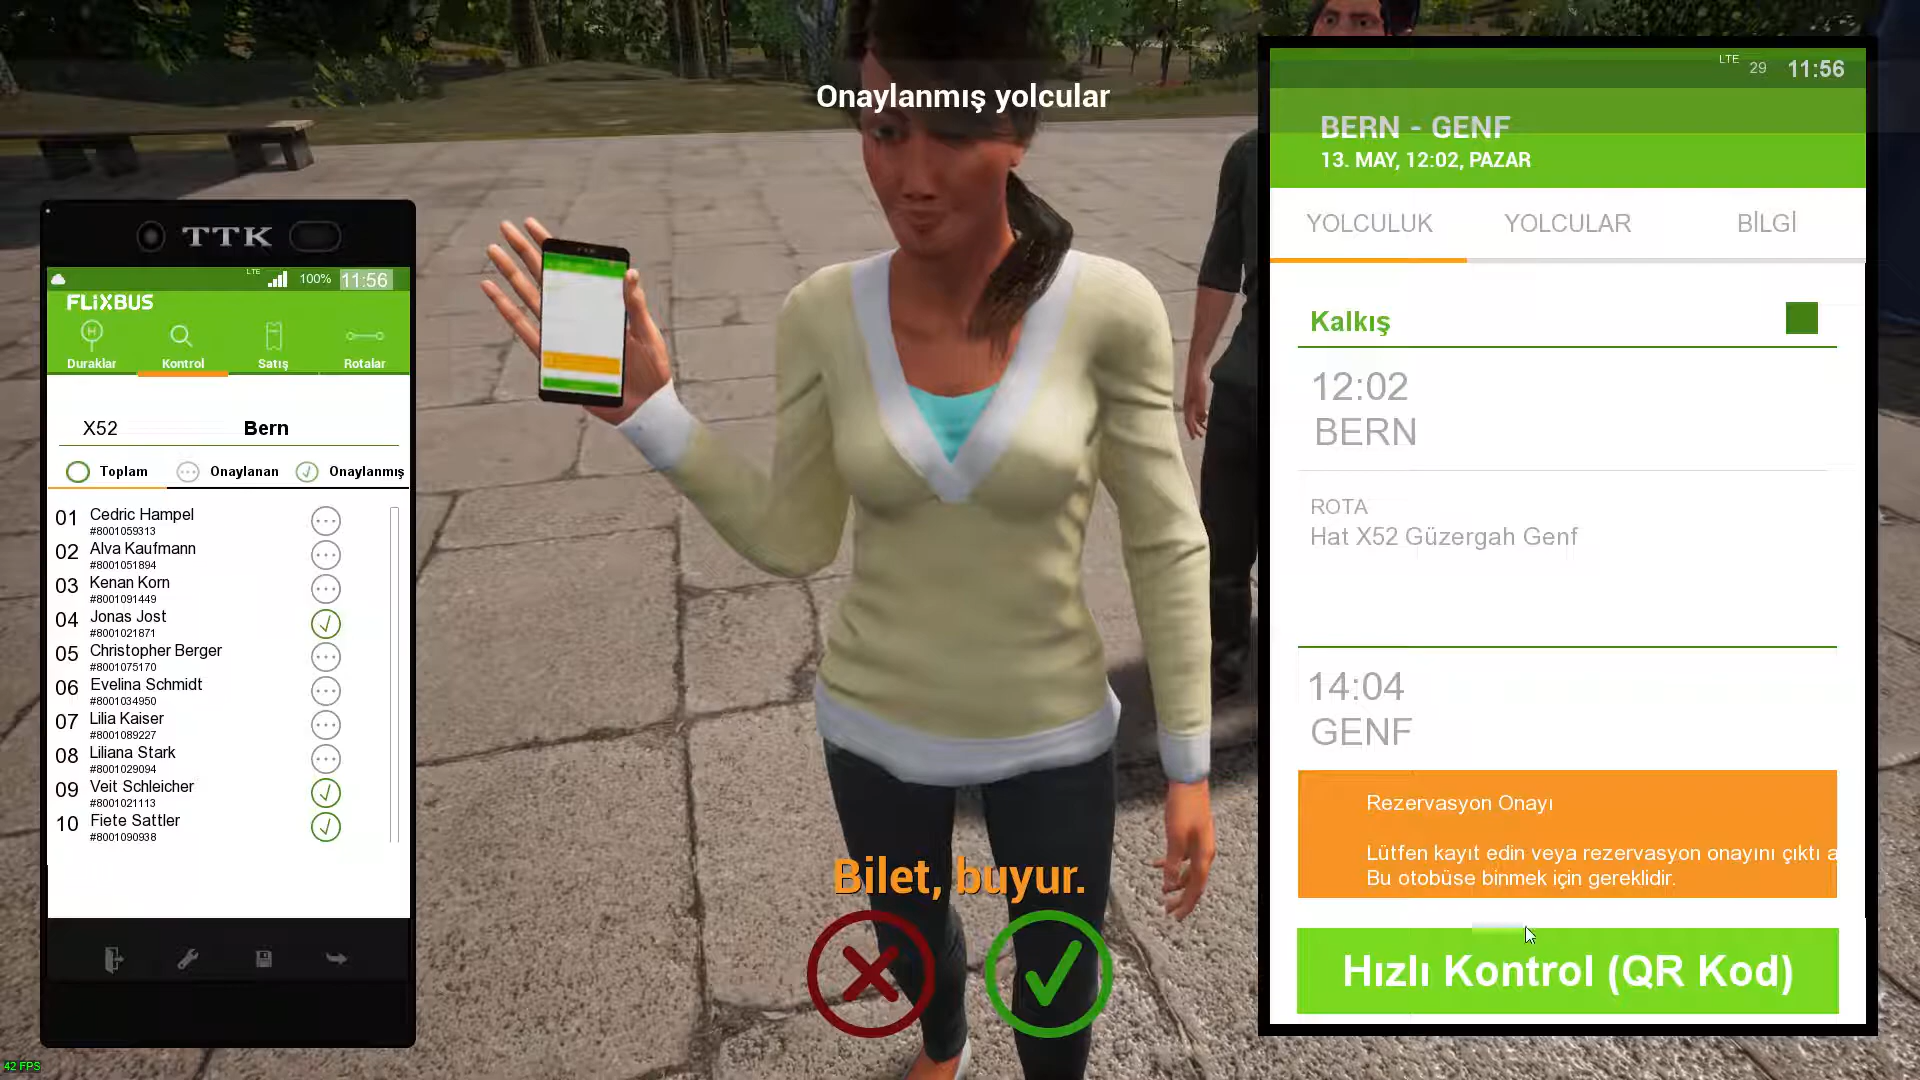 Onaylanmış yolcular
TTK
LTE 100% 11:56
FLiXBUS
Duraklar Kontrol Satış Rotalar
X52 Bern
Toplam Onaylanan Onaylanmış
01 Cedric Hampel
#8001059313
02 Alva Kaufmann
#8001051894
03 Kenan Korn
#8001091449
04 Jonas Jost
#8001021871
05 Christopher Berger
#8001075170
06 Evelina Schmidt
#8001034950
07 Lilia Kaiser
#8001089227
08 Liliana Stark
#8001029094
09 Veit Schleicher
#8001021113
10 Fiete Sattler
#8001090938
Bilet, buyur.
LTE 29 11:56
BERN - GENF
13. MAY, 12:02, PAZAR
YOLCULUK YOLCULAR BİLGİ
Kalkış
12:02
BERN
ROTA
Hat X52 Güzergah Genf
14:04
GENF
Rezervasyon Onayı
Lütfen kayıt edin veya rezervasyon onayını çıktı a
Bu otobüse binmek için gereklidir.
Hızlı Kontrol (QR Kod)
42 FPS